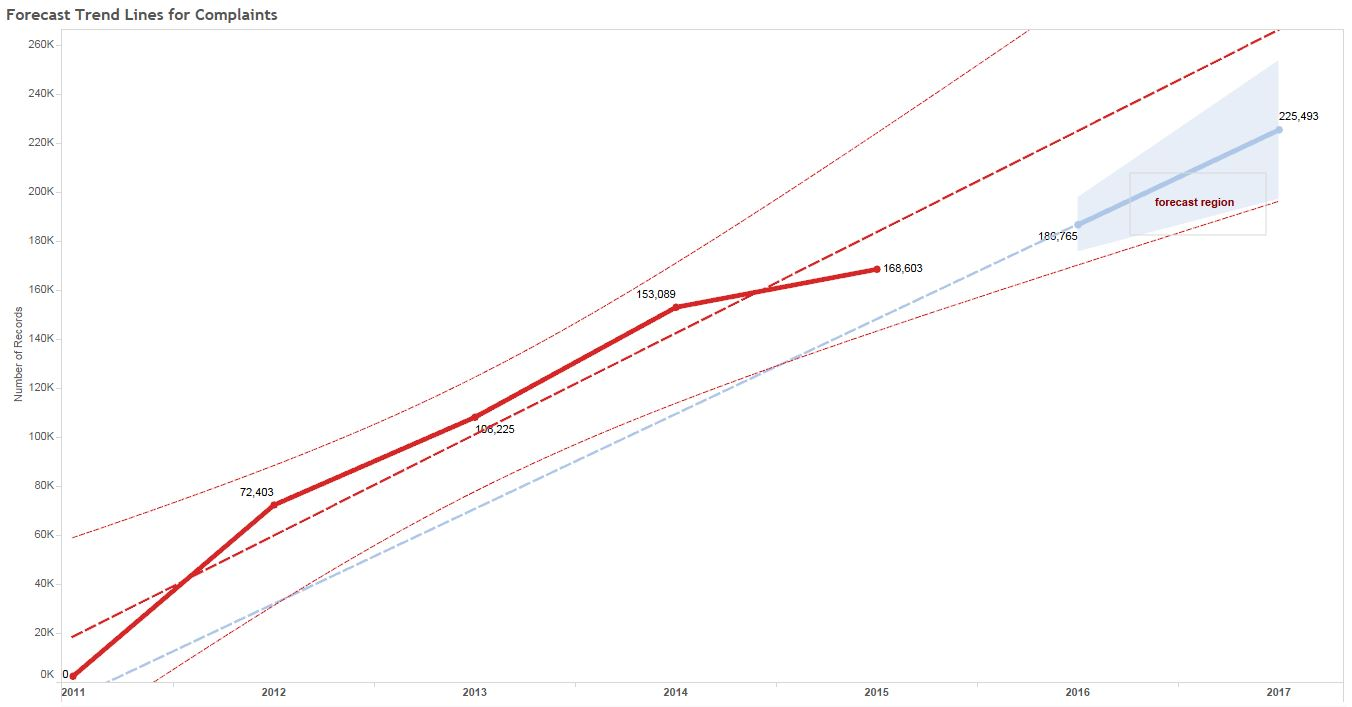 Forecast Trend Lines for Complaints
260K
240K
220K
200K
180K
160K
140K
120K
100K
80K
60K
40K
20K
0K
Number of Records
0
72,403
108,225
153,089
168,603
186,765
225,493
forecast region
2011 2012 2013 2014 2015 2016 2017